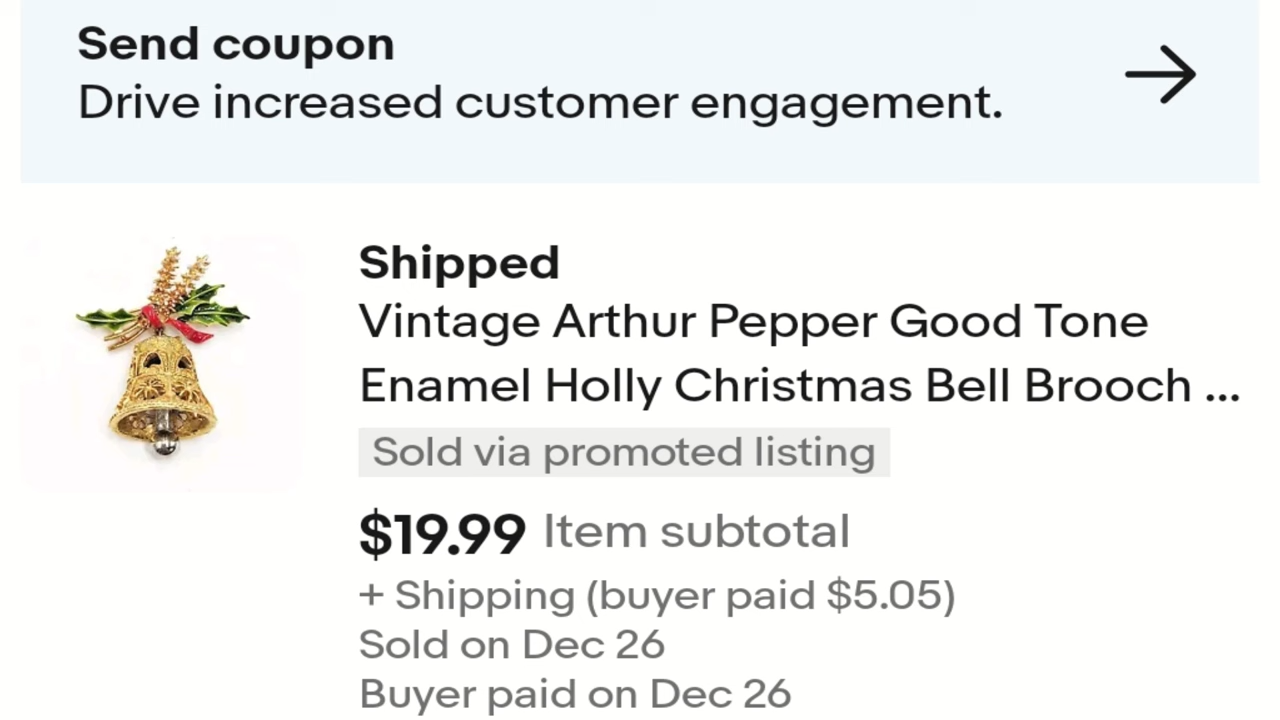 Send coupon
Drive increased customer engagement.
Shipped
Vintage Arthur Pepper Good Tone
Enamel Holly Christmas Bell Brooch ...
Sold via promoted listing
$19.99 Item subtotal
+ Shipping (buyer paid $5.05)
Sold on Dec 26
Buyer paid on Dec 26